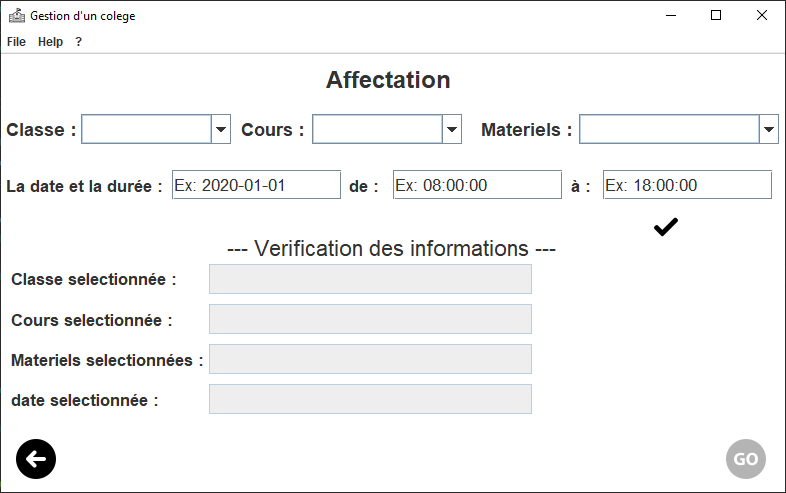 Gestion d'un colege
File Help ?
Affectation
Classe : Cours : Materiels :
La date et la durée : Ex: 2020-01-01 de : Ex: 08:00:00 à : Ex: 18:00:00
--- Verification des informations ---
Classe selectionnée :
Cours selectionnée :
Materiels selectionnées :
date selectionnée :
GO